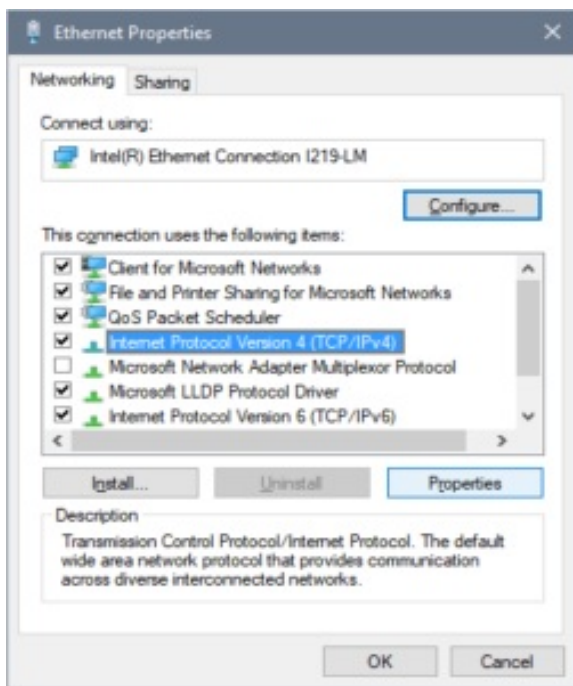 Ethernet Properties
Networking
Sharing
Connect using:
Intel(R) Ethernet Connection I219-LM
Configure...
This connection uses the following items:
Client for Microsoft Networks
File and Printer Sharing for Microsoft Networks
QoS Packet Scheduler
Internet Protocol Version 4 (TCP/IPv4)
Microsoft Network Adapter Multiplexor Protocol
Microsoft LLDP Protocol Driver
Internet Protocol Version 6 (TCP/IPv6)
Install...
Uninstall
Properties
Description
Transmission Control Protocol/Internet Protocol. The default
wide area network protocol that provides communication
across diverse interconnected networks.
OK
Cancel